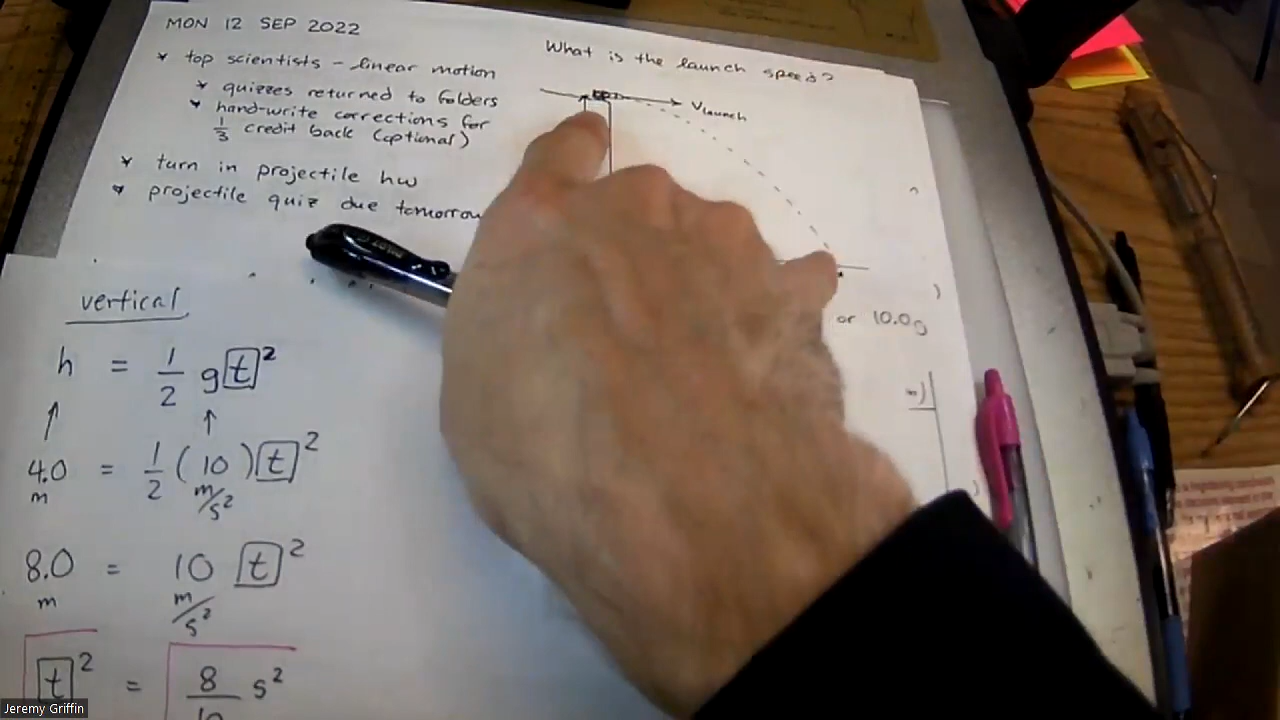 MON 12 SEP 2022
* top scientists - linear motion
* quizzes returned to folders
* hand-write corrections for
1/3 credit back (optional)
* turn in projectile hw
* projectile quiz due tomorrow
What is the launch speed?
Vlaunch
or 10.0g
vertical
h = 1/2 g t²
4.0 m = 1/2 (10 m/s²) t²
8.0 m = 10 m/s² t²
t² = 8/10 s²
Jeremy Griffin